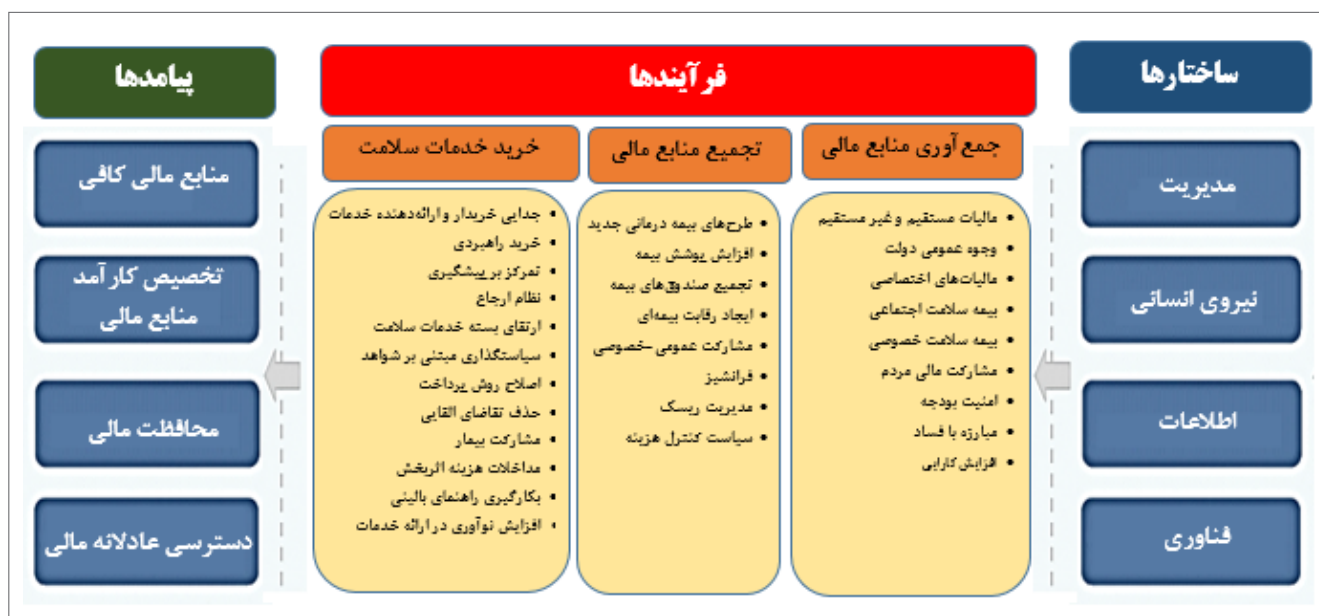 ساختارها
مدیریت
نیروی انسانی
اطلاعات
فناوری
فرآیندها
جمع آوری منابع مالی
• مالیات مستقیم و غیر مستقیم
• وجوه عمومی دولت
• مالیات‌های اختصاصی
• بیمه سلامت اجتماعی
• بیمه سلامت خصوصی
• مشارکت مالی مردم
• امنیت بودجه
• مبارزه با فساد
• افزایش کارایی
تجمیع منابع مالی
• طرح‌های بیمه درمانی جدید
• افزایش پوشش بیمه
• تجمیع صندوق‌های بیمه
• ایجاد رقابت بیمه‌ای
• مشارکت عمومی-خصوصی
• فرانشیز
• مدیریت ریسک
• سیاست کنترل هزینه
خرید خدمات سلامت
• جدایی خریدار و ارائه‌دهنده خدمات
• خرید راهبردی
• تمرکز بر پیشگیری
• نظام ارجاع
• ارتقای بسته خدمات سلامت
• سیاستگذاری مبتنی بر شواهد
• اصلاح روش پرداخت
• حذف تقاضای القایی
• مشارکت بیمار
• مداخلات هزینه اثربخش
• بکارگیری راهنمای بالینی
• افزایش نوآوری در ارائه خدمات
پیامدها
منابع مالی کافی
تخصیص کارآمد
منابع مالی
محافظت مالی
دسترسی عادلانه مالی